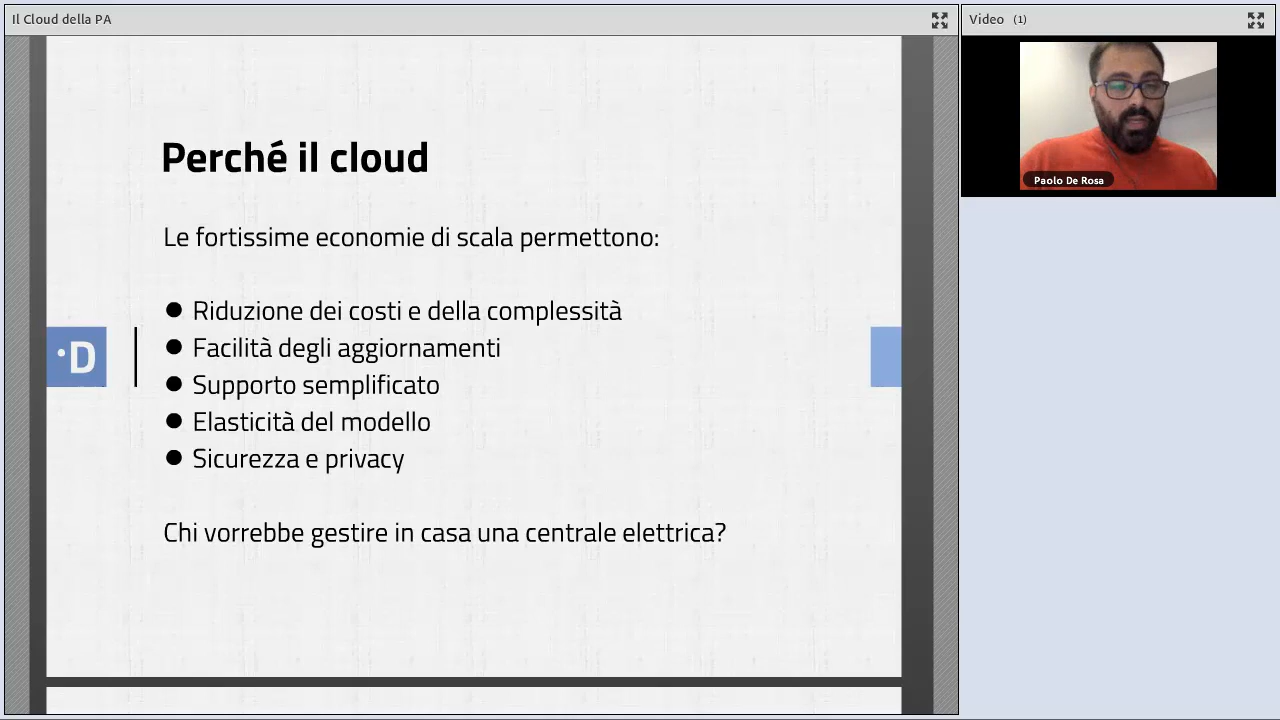 Il Cloud della PA
Video (1)
Paolo De Rosa
Perché il cloud
Le fortissime economie di scala permettono:
● Riduzione dei costi e della complessità
● Facilità degli aggiornamenti
● Supporto semplificato
● Elasticità del modello
● Sicurezza e privacy
·D
Chi vorrebbe gestire in casa una centrale elettrica?